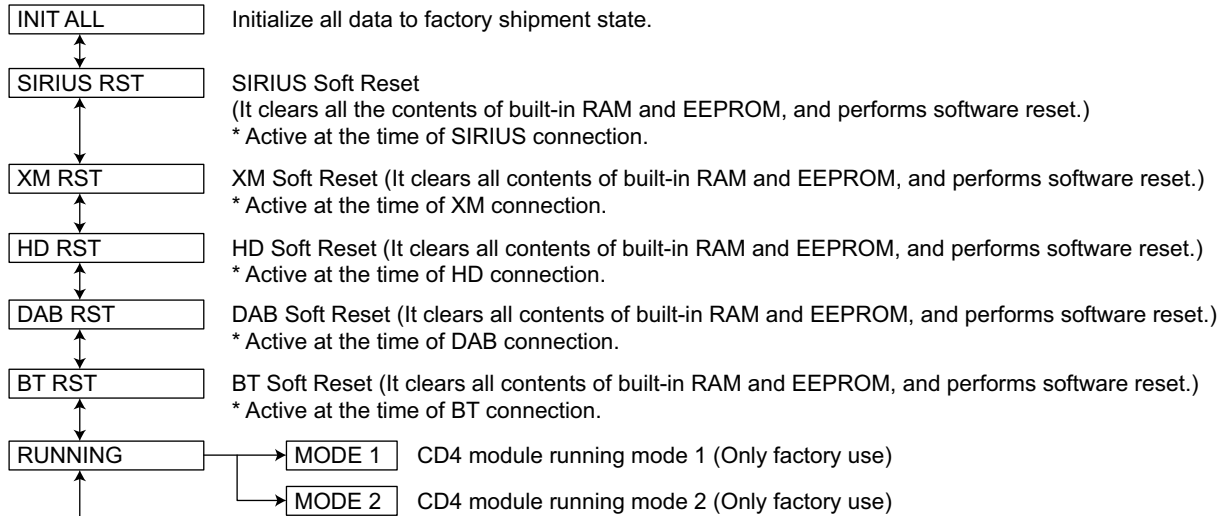 INIT ALL Initialize all data to factory shipment state.
SIRIUS RST SIRIUS Soft Reset
(It clears all the contents of built-in RAM and EEPROM, and performs software reset.)
* Active at the time of SIRIUS connection.
XM RST XM Soft Reset (It clears all contents of built-in RAM and EEPROM, and performs software reset.)
* Active at the time of XM connection.
HD RST HD Soft Reset (It clears all contents of built-in RAM and EEPROM, and performs software reset.)
* Active at the time of HD connection.
DAB RST DAB Soft Reset (It clears all contents of built-in RAM and EEPROM, and performs software reset.)
* Active at the time of DAB connection.
BT RST BT Soft Reset (It clears all contents of built-in RAM and EEPROM, and performs software reset.)
* Active at the time of BT connection.
RUNNING MODE 1 CD4 module running mode 1 (Only factory use)
MODE 2 CD4 module running mode 2 (Only factory use)